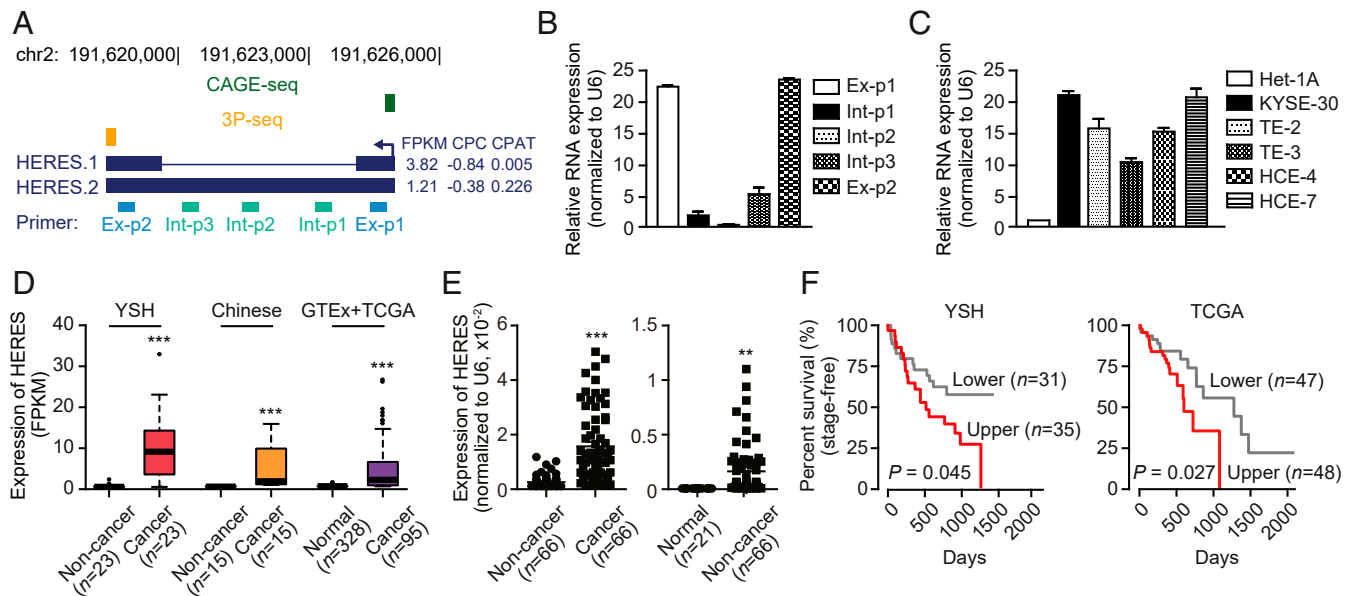 A
chr2: 191,620,000| 191,623,000| 191,626,000|
CAGE-seq
3P-seq
FPKM CPC CPAT
HERES.1 3.82 -0.84 0.005
HERES.2 1.21 -0.38 0.226
Primer: Ex-p2 Int-p3 Int-p2 Int-p1 Ex-p1
B
Relative RNA expression
(normalized to U6)
25
20
15
10
5
0
Ex-p1
Int-p1
Int-p2
Int-p3
Ex-p2
C
Relative RNA expression
(normalized to U6)
25
20
15
10
5
0
Het-1A
KYSE-30
TE-2
TE-3
HCE-4
HCE-7
D
YSH Chinese GTEx+TCGA
Expression of HERES
(FPKM)
40
30
20
10
0
*** *** ***
Non-cancer
(n=23)
Cancer
(n=23)
Non-cancer
(n=15)
Cancer
(n=15)
Normal
(n=328)
Cancer
(n=95)
E
Expression of HERES
(normalized to U6, x10-2)
6
4
2
0
***
Non-cancer
(n=66)
Cancer
(n=66)
1.5
1
0.5
0
**
Normal
(n=21)
Non-cancer
(n=66)
F
YSH
Percent survival (%)
(stage-free)
100
75
50
25
0
Lower (n=31)
Upper (n=35)
P = 0.045
0 500 1000 1500 2000
Days
TCGA
100
75
50
25
0
Lower (n=47)
P = 0.027
Upper (n=48)
0 500 1000 1500 2000
Days